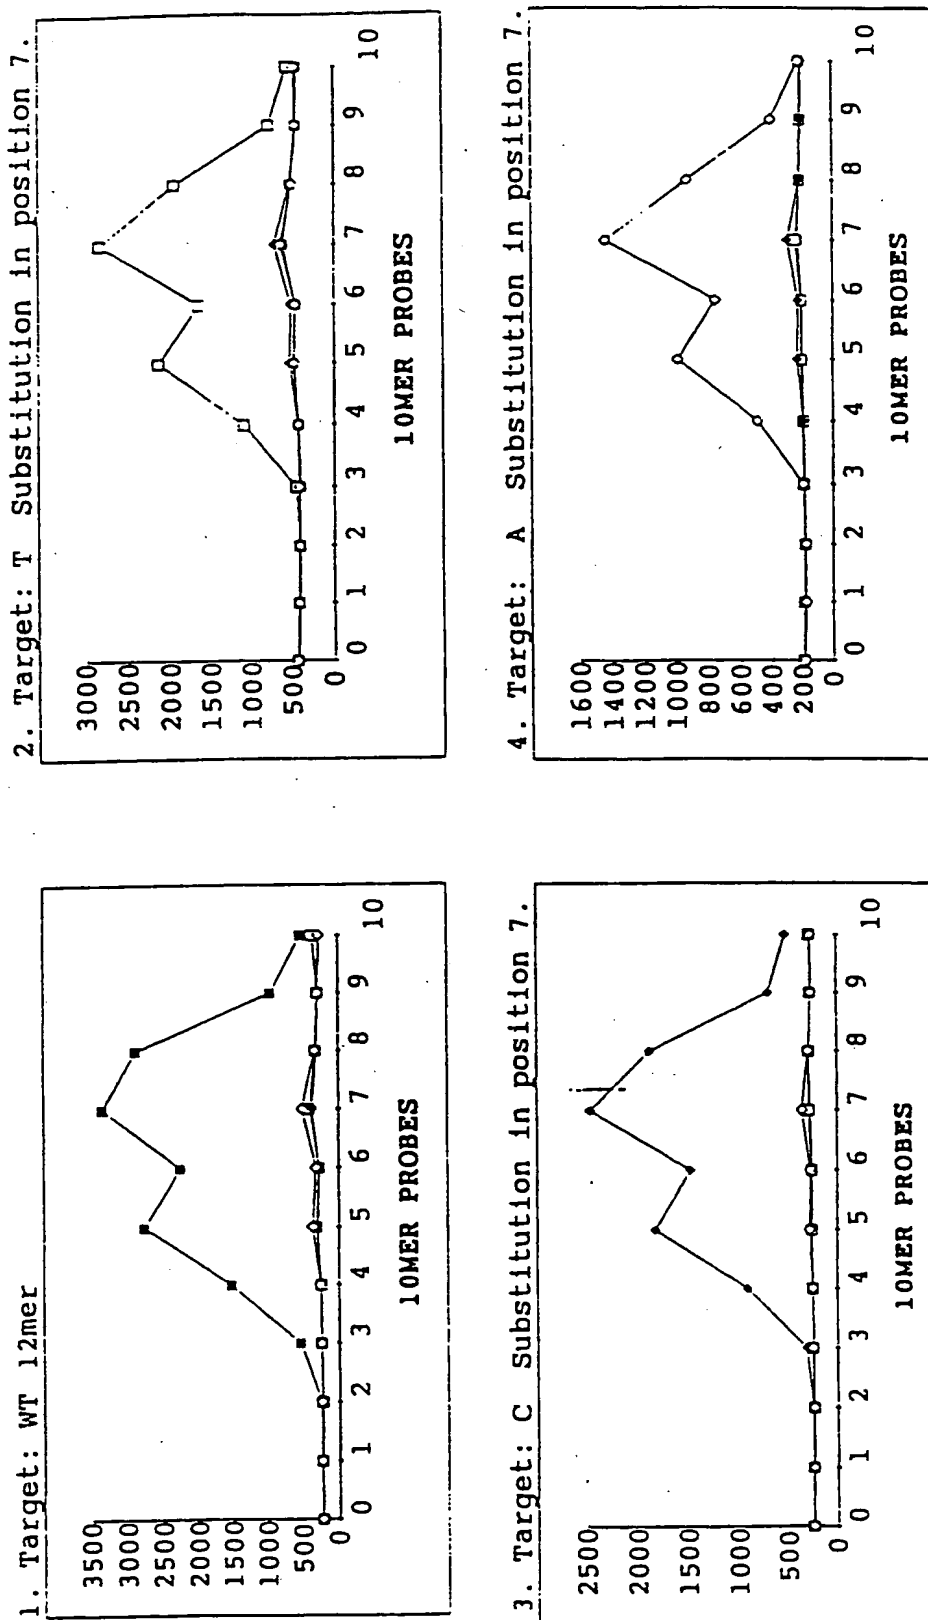 1. Target: WT 12mer
3500
3000
2500
2000
1500
1000
500
0
0 1 2 3 4 5 6 7 8 9 10
10MER PROBES
2. Target: T Substitution in position 7.
3000
2500
2000
1500
1000
500
0
0 1 2 3 4 5 6 7 8 9 10
10MER PROBES
3. Target: C Substitution in position 7.
2500
2000
1500
1000
500
0
0 1 2 3 4 5 6 7 8 9 10
10MER PROBES
4. Target: A Substitution in position 7.
1600
1400
1200
1000
800
600
400
200
0
0 1 2 3 4 5 6 7 8 9 10
10MER PROBES